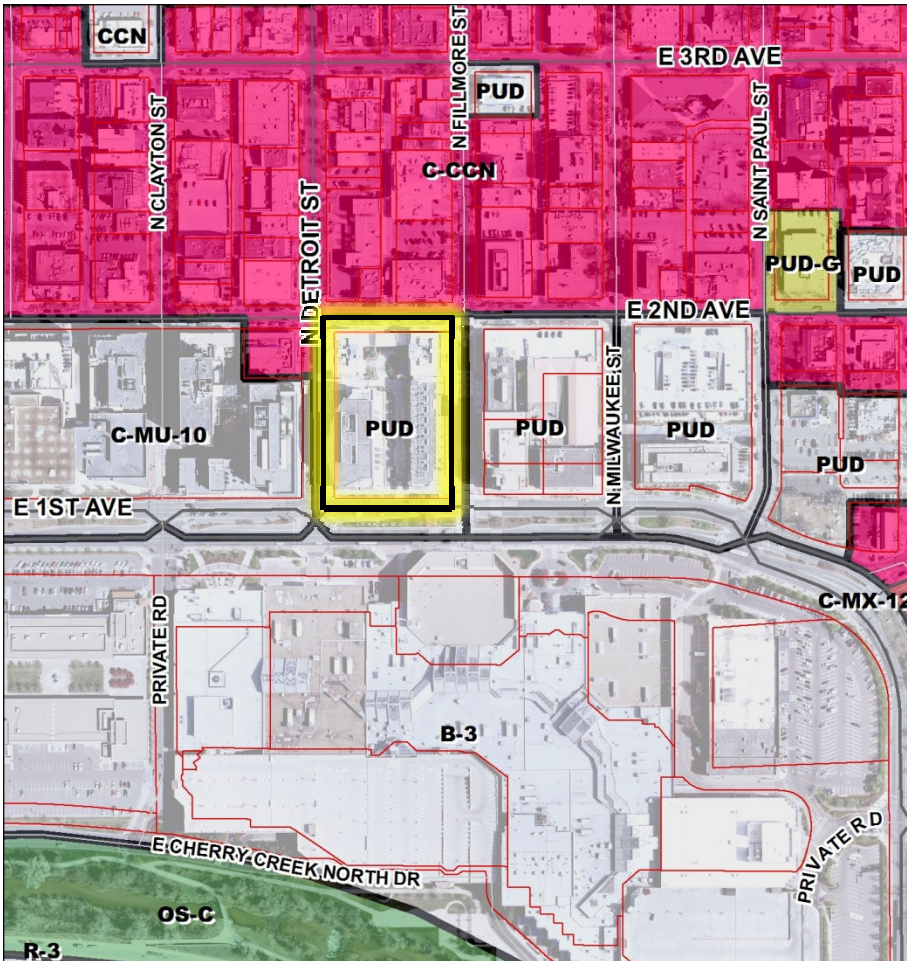 CCN
E 3RD AVE
N FILLMORE ST
PUD
N CLAYTON ST
N SAINT PAUL ST
C-CCN
N DETROIT ST
PUD-G
PUD
E 2ND AVE
N MILWAUKEE ST
C-MU-10
PUD
PUD
PUD
PUD
E 1ST AVE
C-MX-12
PRIVATE RD
B-3
PRIVATE RD
E CHERRY CREEK NORTH DR
OS-C
R-3